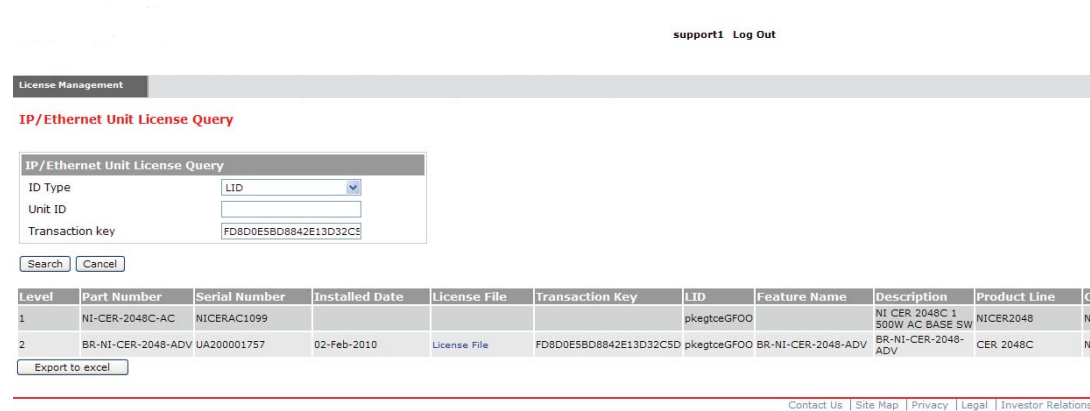 support1 Log Out
License Management
IP/Ethernet Unit License Query
IP/Ethernet Unit License Query
ID Type LID
Unit ID
Transaction key FD8D0E5BD8842E13D32C5
Search Cancel
Level Part Number Serial Number Installed Date License File Transaction Key LID Feature Name Description Product Line
1 NI-CER-2048C-AC NICERAC1099 pkegtceGFOO NI CER 2048C 1 500W AC BASE SW NICER2048 N
2 BR-NI-CER-2048-ADV UA200001757 02-Feb-2010 License File FD8D0E5BD8842E13D32C5D pkegtceGFOO BR-NI-CER-2048-ADV BR-NI-CER-2048-ADV CER 2048C N
Export to excel
Contact Us | Site Map | Privacy | Legal | Investor Relations